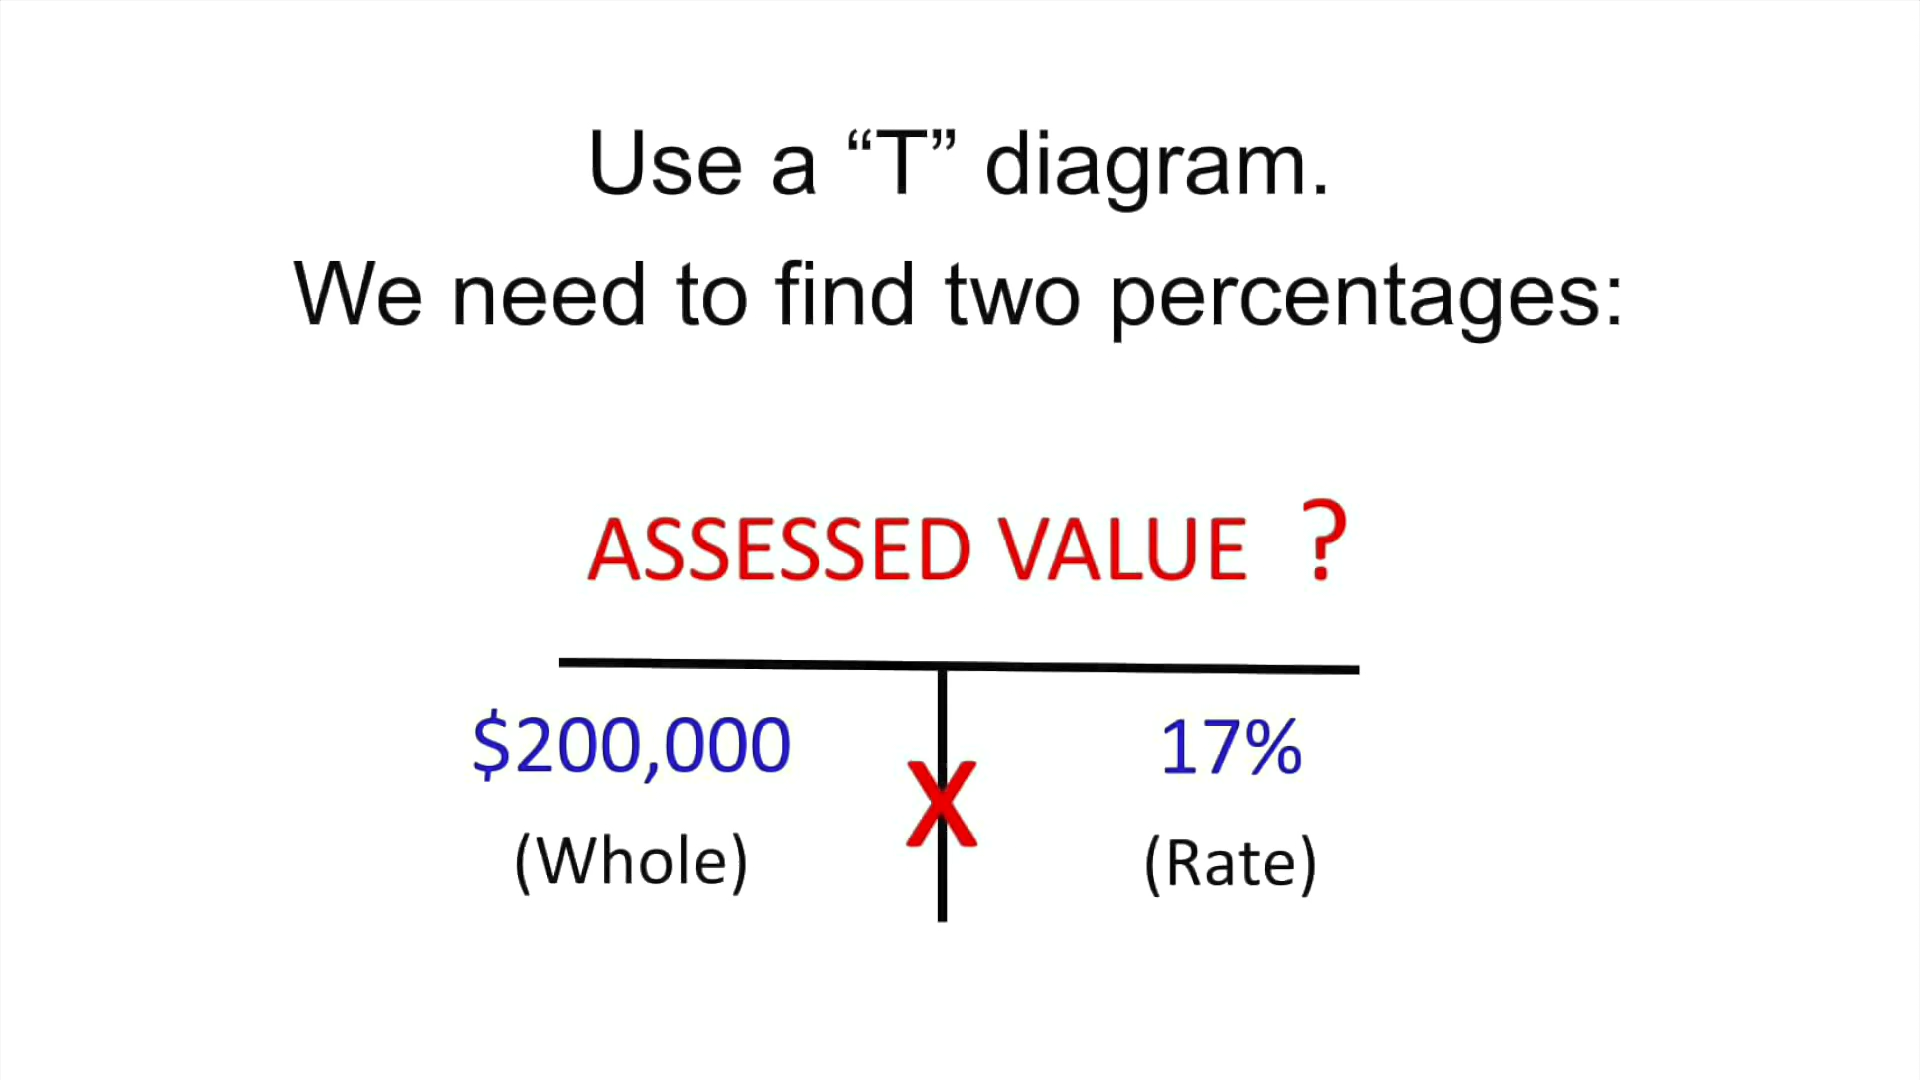 Use a “T” diagram.
We need to find two percentages:
ASSESSED VALUE ?
$200,000 X 17%
(Whole) (Rate)